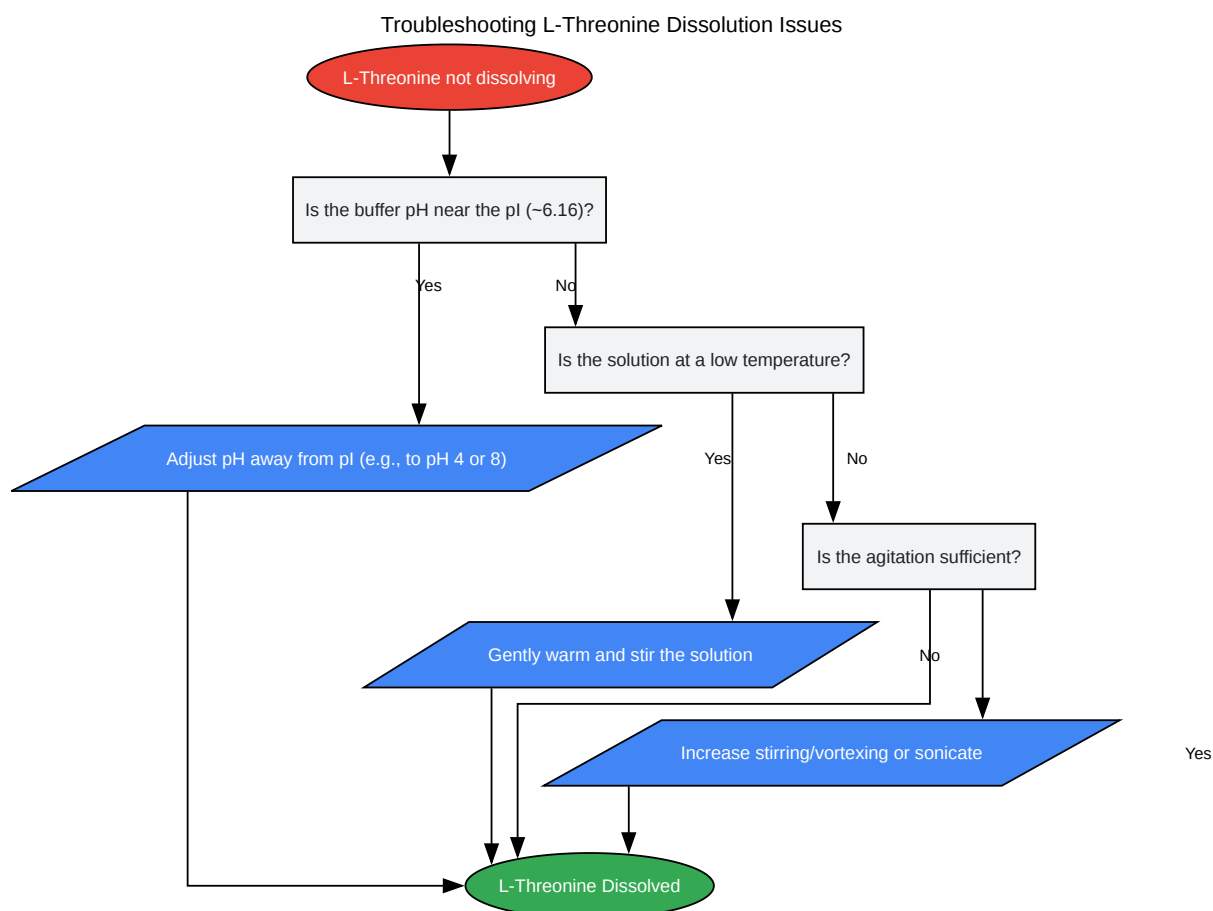 Troubleshooting L-Threonine Dissolution Issues
L-Threonine not dissolving
Is the buffer pH near the pI (~6.16)?
Yes
No
Is the solution at a low temperature?
Adjust pH away from pI (e.g., to pH 4 or 8)
Yes
No
Is the agitation sufficient?
Gently warm and stir the solution
No
Increase stirring/vortexing or sonicate
Yes
L-Threonine Dissolved